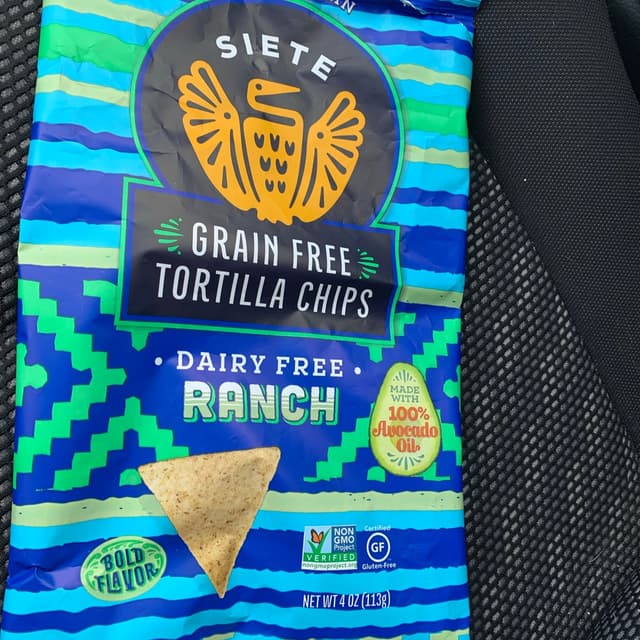 SIETE
GRAIN FREE
TORTILLA CHIPS
• DAIRY FREE •
RANCH
MADE
WITH
100%
Avocado
Oil
BOLD
FLAVOR
NON
GMO
Project
VERIFIED
nongmoproject.org
Certified
GF
Gluten-Free
NET WT 4 OZ (113g)